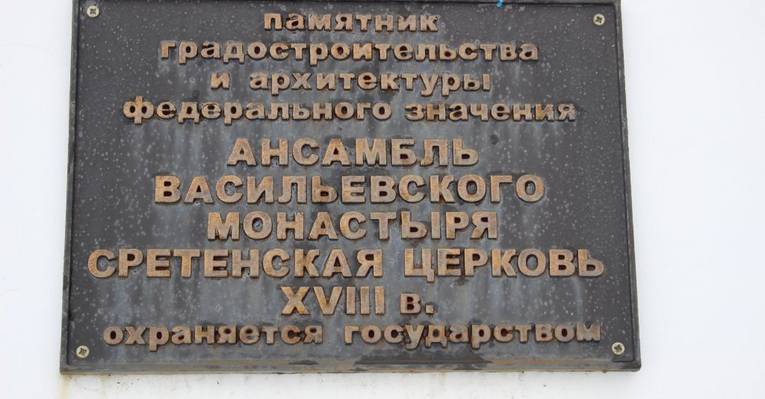 памятник
градостроительства
и архитектуры
федерального значения
АНСАМБЛЬ
ВАСИЛЬЕВСКОГО
МОНАСТЫРЯ
СРЕТЕНСКАЯ ЦЕРКОВЬ
XVIII в.
охраняется государством